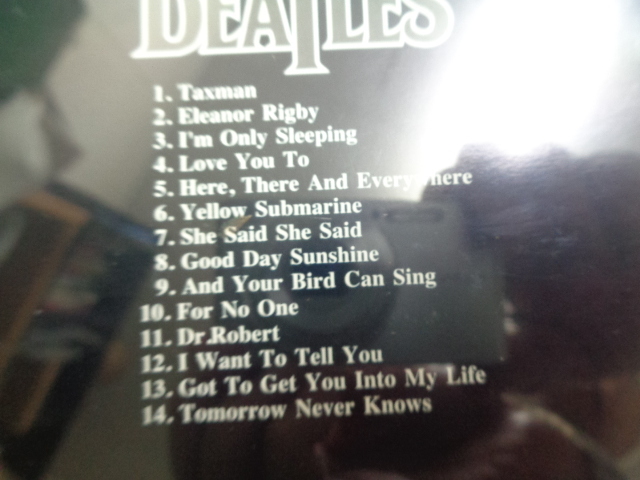 BEATLES
1. Taxman
2. Eleanor Rigby
3. I'm Only Sleeping
4. Love You To
5. Here, There And Everywhere
6. Yellow Submarine
7. She Said She Said
8. Good Day Sunshine
9. And Your Bird Can Sing
10. For No One
11. Dr.Robert
12. I Want To Tell You
13. Got To Get You Into My Life
14. Tomorrow Never Knows